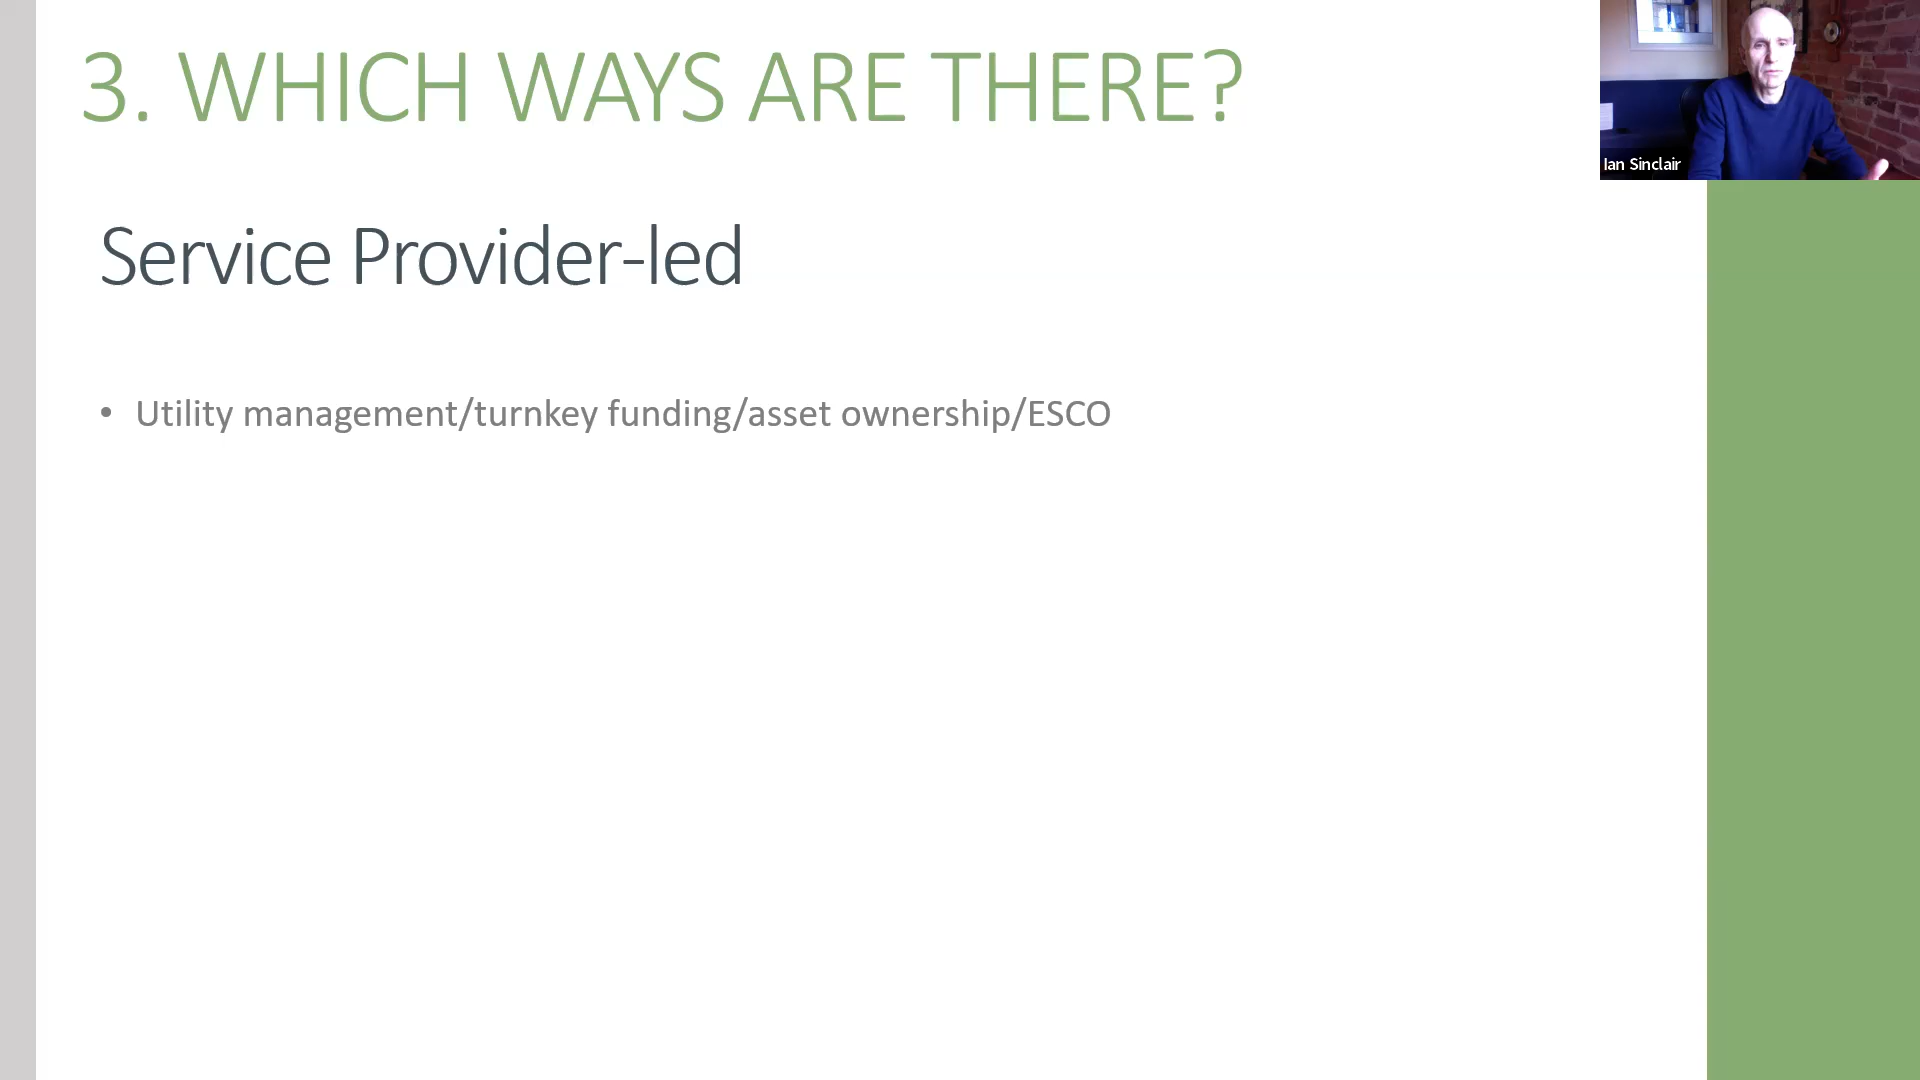 3. WHICH WAYS ARE THERE?
Ian Sinclair
Service Provider-led
• Utility management/turnkey funding/asset ownership/ESCO